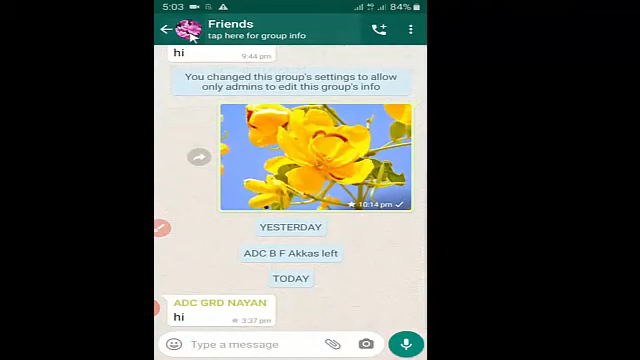 5:03
84%
Friends
tap here for group info
hi
9:44 pm
You changed this group's settings to allow
only admins to edit this group's info
10:14 pm
YESTERDAY
ADC B F Akkas left
TODAY
ADC GRD NAYAN
hi
3:37 pm
Type a message